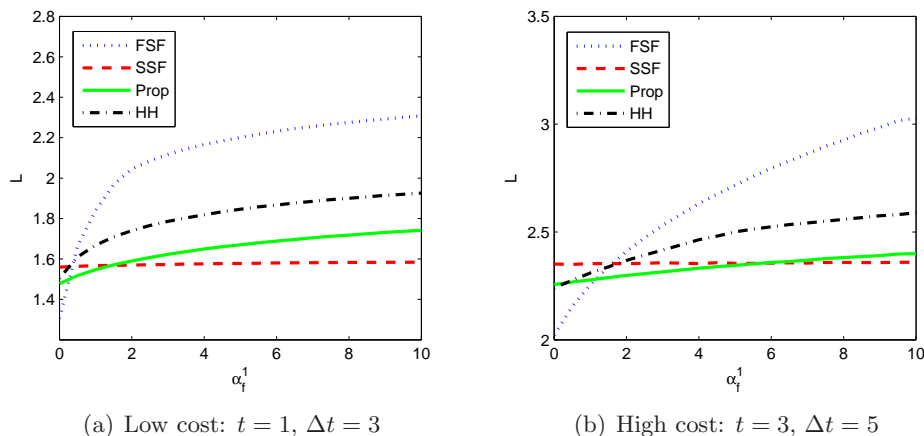 2.8
2.6
2.4
2.2
2
1.8
1.6
1.4
L
FSF
SSF
Prop
HH
0 2 4 6 8 10
α_f^1
(a) Low cost: t = 1, Δt = 3
3.5
3
2.5
2
L
FSF
SSF
Prop
HH
0 2 4 6 8 10
α_f^1
(b) High cost: t = 3, Δt = 5